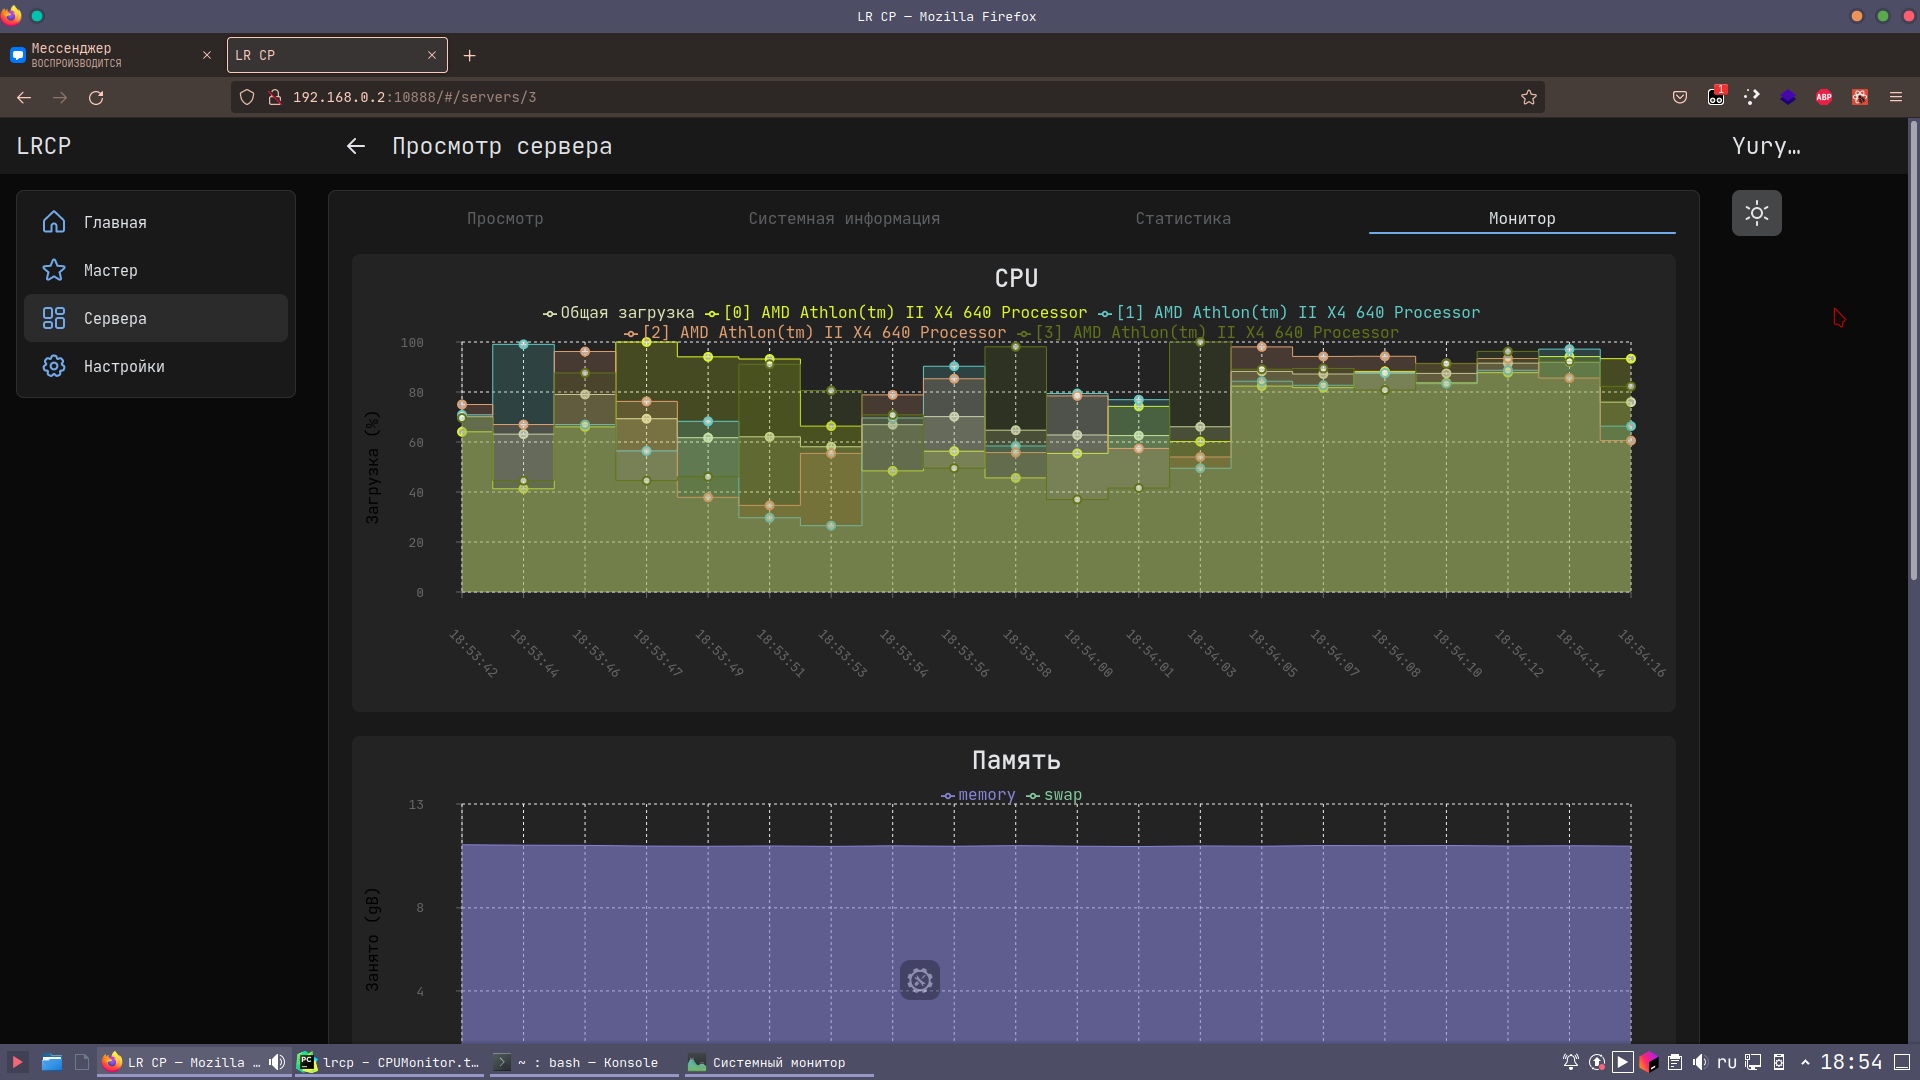 LR CP — Mozilla Firefox
Мессенджер
ВОСПРОИЗВОДИТСЯ
LR CP
192.168.0.2:10888/#/servers/3
1
ABP
LRCP
Просмотр сервера
Yury…
Главная
Мастер
Сервера
Настройки
Просмотр
Системная информация
Статистика
Монитор
CPU
Общая загрузка [0] AMD Athlon(tm) II X4 640 Processor [1] AMD Athlon(tm) II X4 640 Processor
[2] AMD Athlon(tm) II X4 640 Processor [3] AMD Athlon(tm) II X4 640 Processor
Загрузка (%)
100
80
60
40
20
0
18:53:42 18:53:44 18:53:46 18:53:47 18:53:49 18:53:51 18:53:53 18:53:54 18:53:56 18:53:58 18:54:00 18:54:01 18:54:03 18:54:05 18:54:07 18:54:08 18:54:10 18:54:12 18:54:14 18:54:16
Память
memory swap
Занято (gB)
13
8
4
LR CP — Mozilla …
PC
lrcp – CPUMonitor.t…
~ : bash — Konsole
Системный монитор
ru
18:54